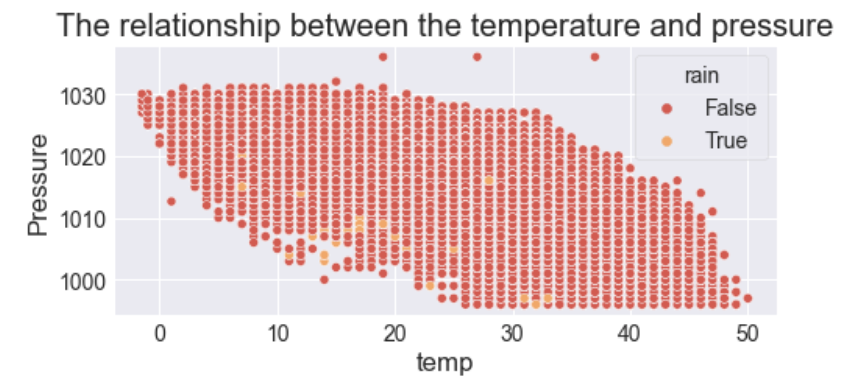 The relationship between the temperature and pressure
rain
False
True
Pressure
1030
1020
1010
1000
0 10 20 30 40 50
temp